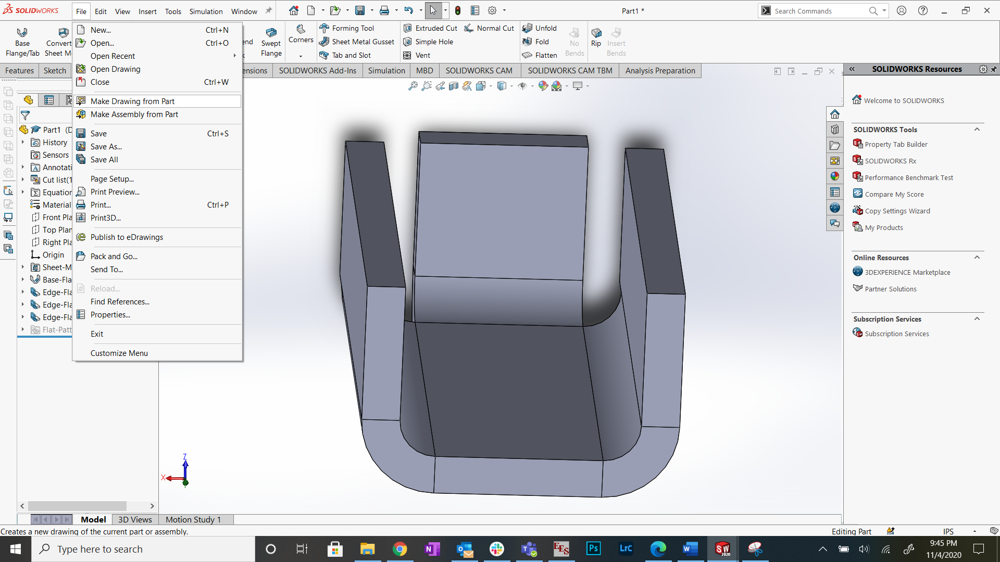 SOLIDWORKS File Edit View Insert Tools Simulation Window Part1 * Search Commands
Base Flange/Tab
Convert
Sheet M
end
Swept Flange
Corners
Forming Tool
Sheet Metal Gusset
Tab and Slot
Extruded Cut
Normal Cut
Simple Hole
Vent
Unfold
Fold
Flatten
No Bends
Rip
Insert Bends
Features Sketch ensions SOLIDWORKS Add-Ins Simulation MBD SOLIDWORKS CAM SOLIDWORKS CAM TBM Analysis Preparation
New... Ctrl+N
Open... Ctrl+O
Open Recent
Open Drawing
Close Ctrl+W
Make Drawing from Part
Make Assembly from Part
Save Ctrl+S
Save As...
Save All
Page Setup...
Print Preview...
Print... Ctrl+P
Print3D...
Publish to eDrawings
Pack and Go...
Send To...
Reload...
Find References...
Properties...
Exit
Customize Menu
Part1 (D
History
Sensors
Annotati
Cut list(1
Equation
Material
Front Pla
Top Plan
Right Pla
Origin
Sheet-M
Base-Fla
Edge-Fla
Edge-Fla
Edge-Fla
Flat-Patt
Z
X
SOLIDWORKS Resources
Welcome to SOLIDWORKS
SOLIDWORKS Tools
Property Tab Builder
SOLIDWORKS Rx
Performance Benchmark Test
Compare My Score
Copy Settings Wizard
My Products
Online Resources
3DEXPERIENCE Marketplace
Partner Solutions
Subscription Services
Subscription Services
Model 3D Views Motion Study 1
Creates a new drawing of the current part or assembly. Editing Part IPS
Type here to search
N
EES
Ps
LrC
W
SW
2020
9:45 PM
11/4/2020